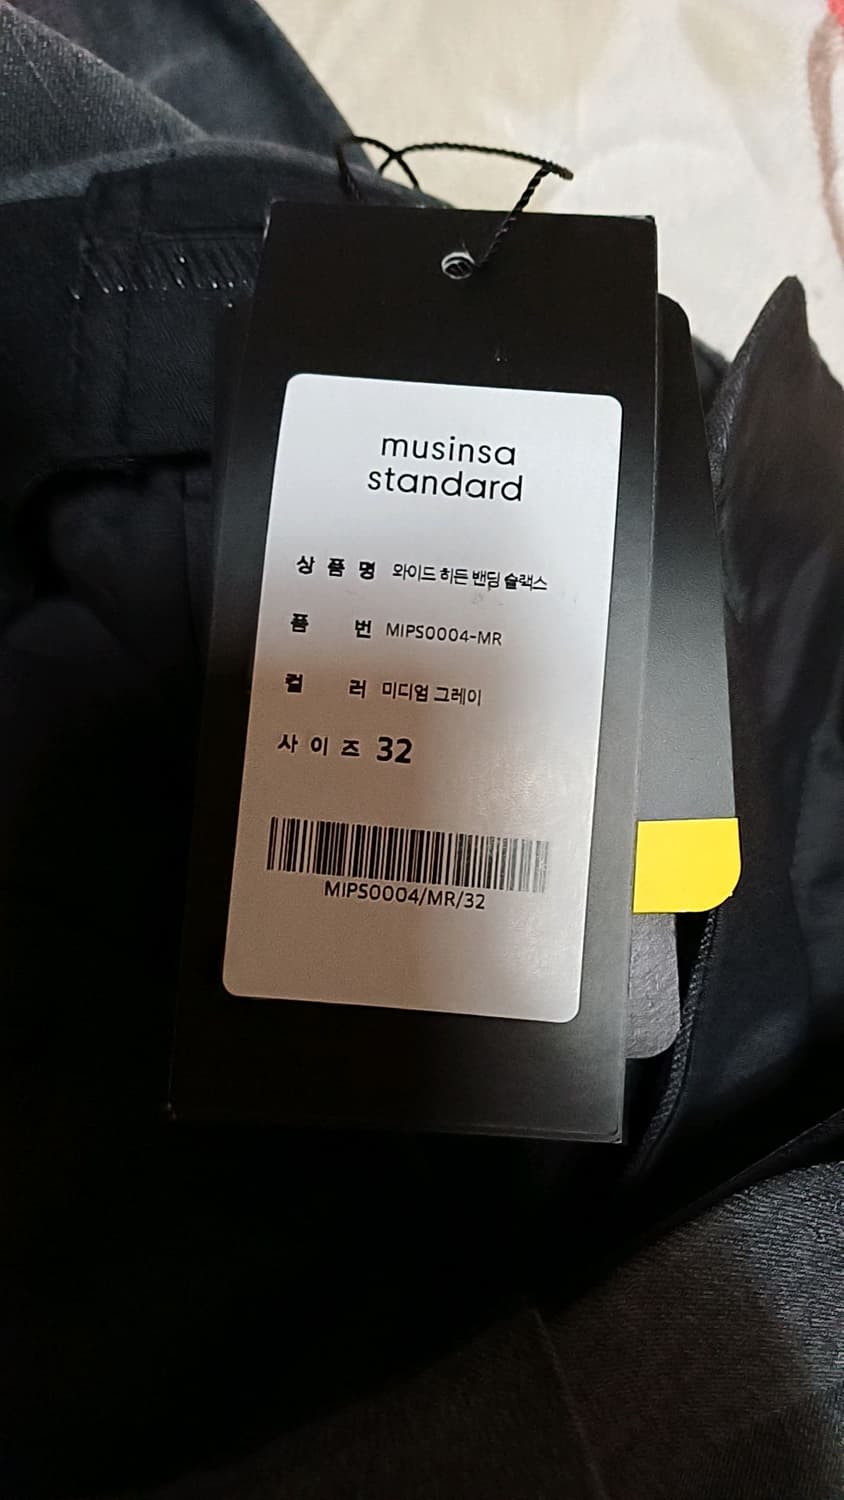 musinsa
standard
상 품 명 와이드 히든 밴딩 슬랙스
품 번 MIPS0004-MR
컬 러 미디엄 그레이
사 이 즈 32
MIPS0004/MR/32